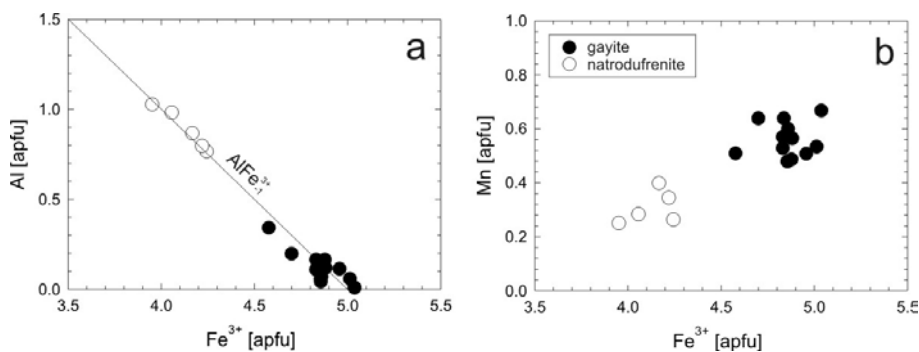 1.5
1.0
0.5
0.0
Al [apfu]
a
AlFe³⁺₋₁
3.5 4.0 4.5 5.0 5.5
Fe³⁺ [apfu]
1.0
0.8
0.6
0.4
0.2
0.0
Mn [apfu]
gayite
natrodufrenite
b
3.5 4.0 4.5 5.0 5.5
Fe³⁺ [apfu]